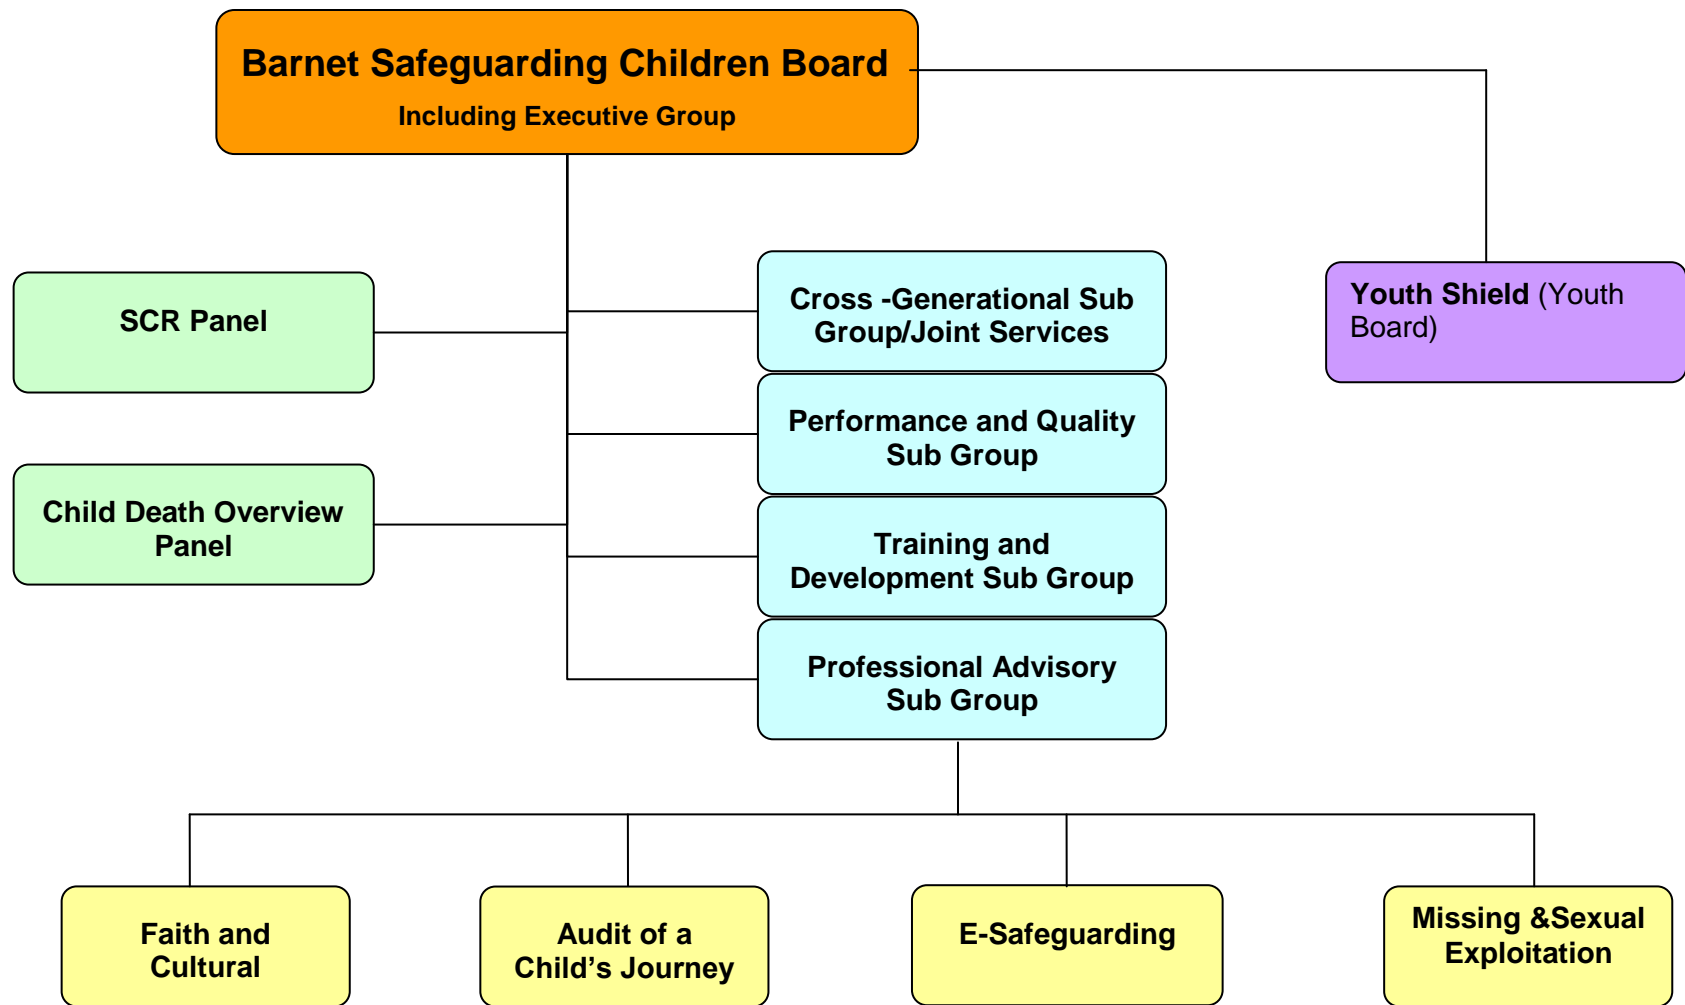 Barnet Safeguarding Children Board
Including Executive Group
SCR Panel
Child Death Overview
Panel
Cross -Generational Sub
Group/Joint Services
Performance and Quality
Sub Group
Training and
Development Sub Group
Professional Advisory
Sub Group
Youth Shield (Youth
Board)
Faith and
Cultural
Audit of a
Child’s Journey
E-Safeguarding
Missing &Sexual
Exploitation